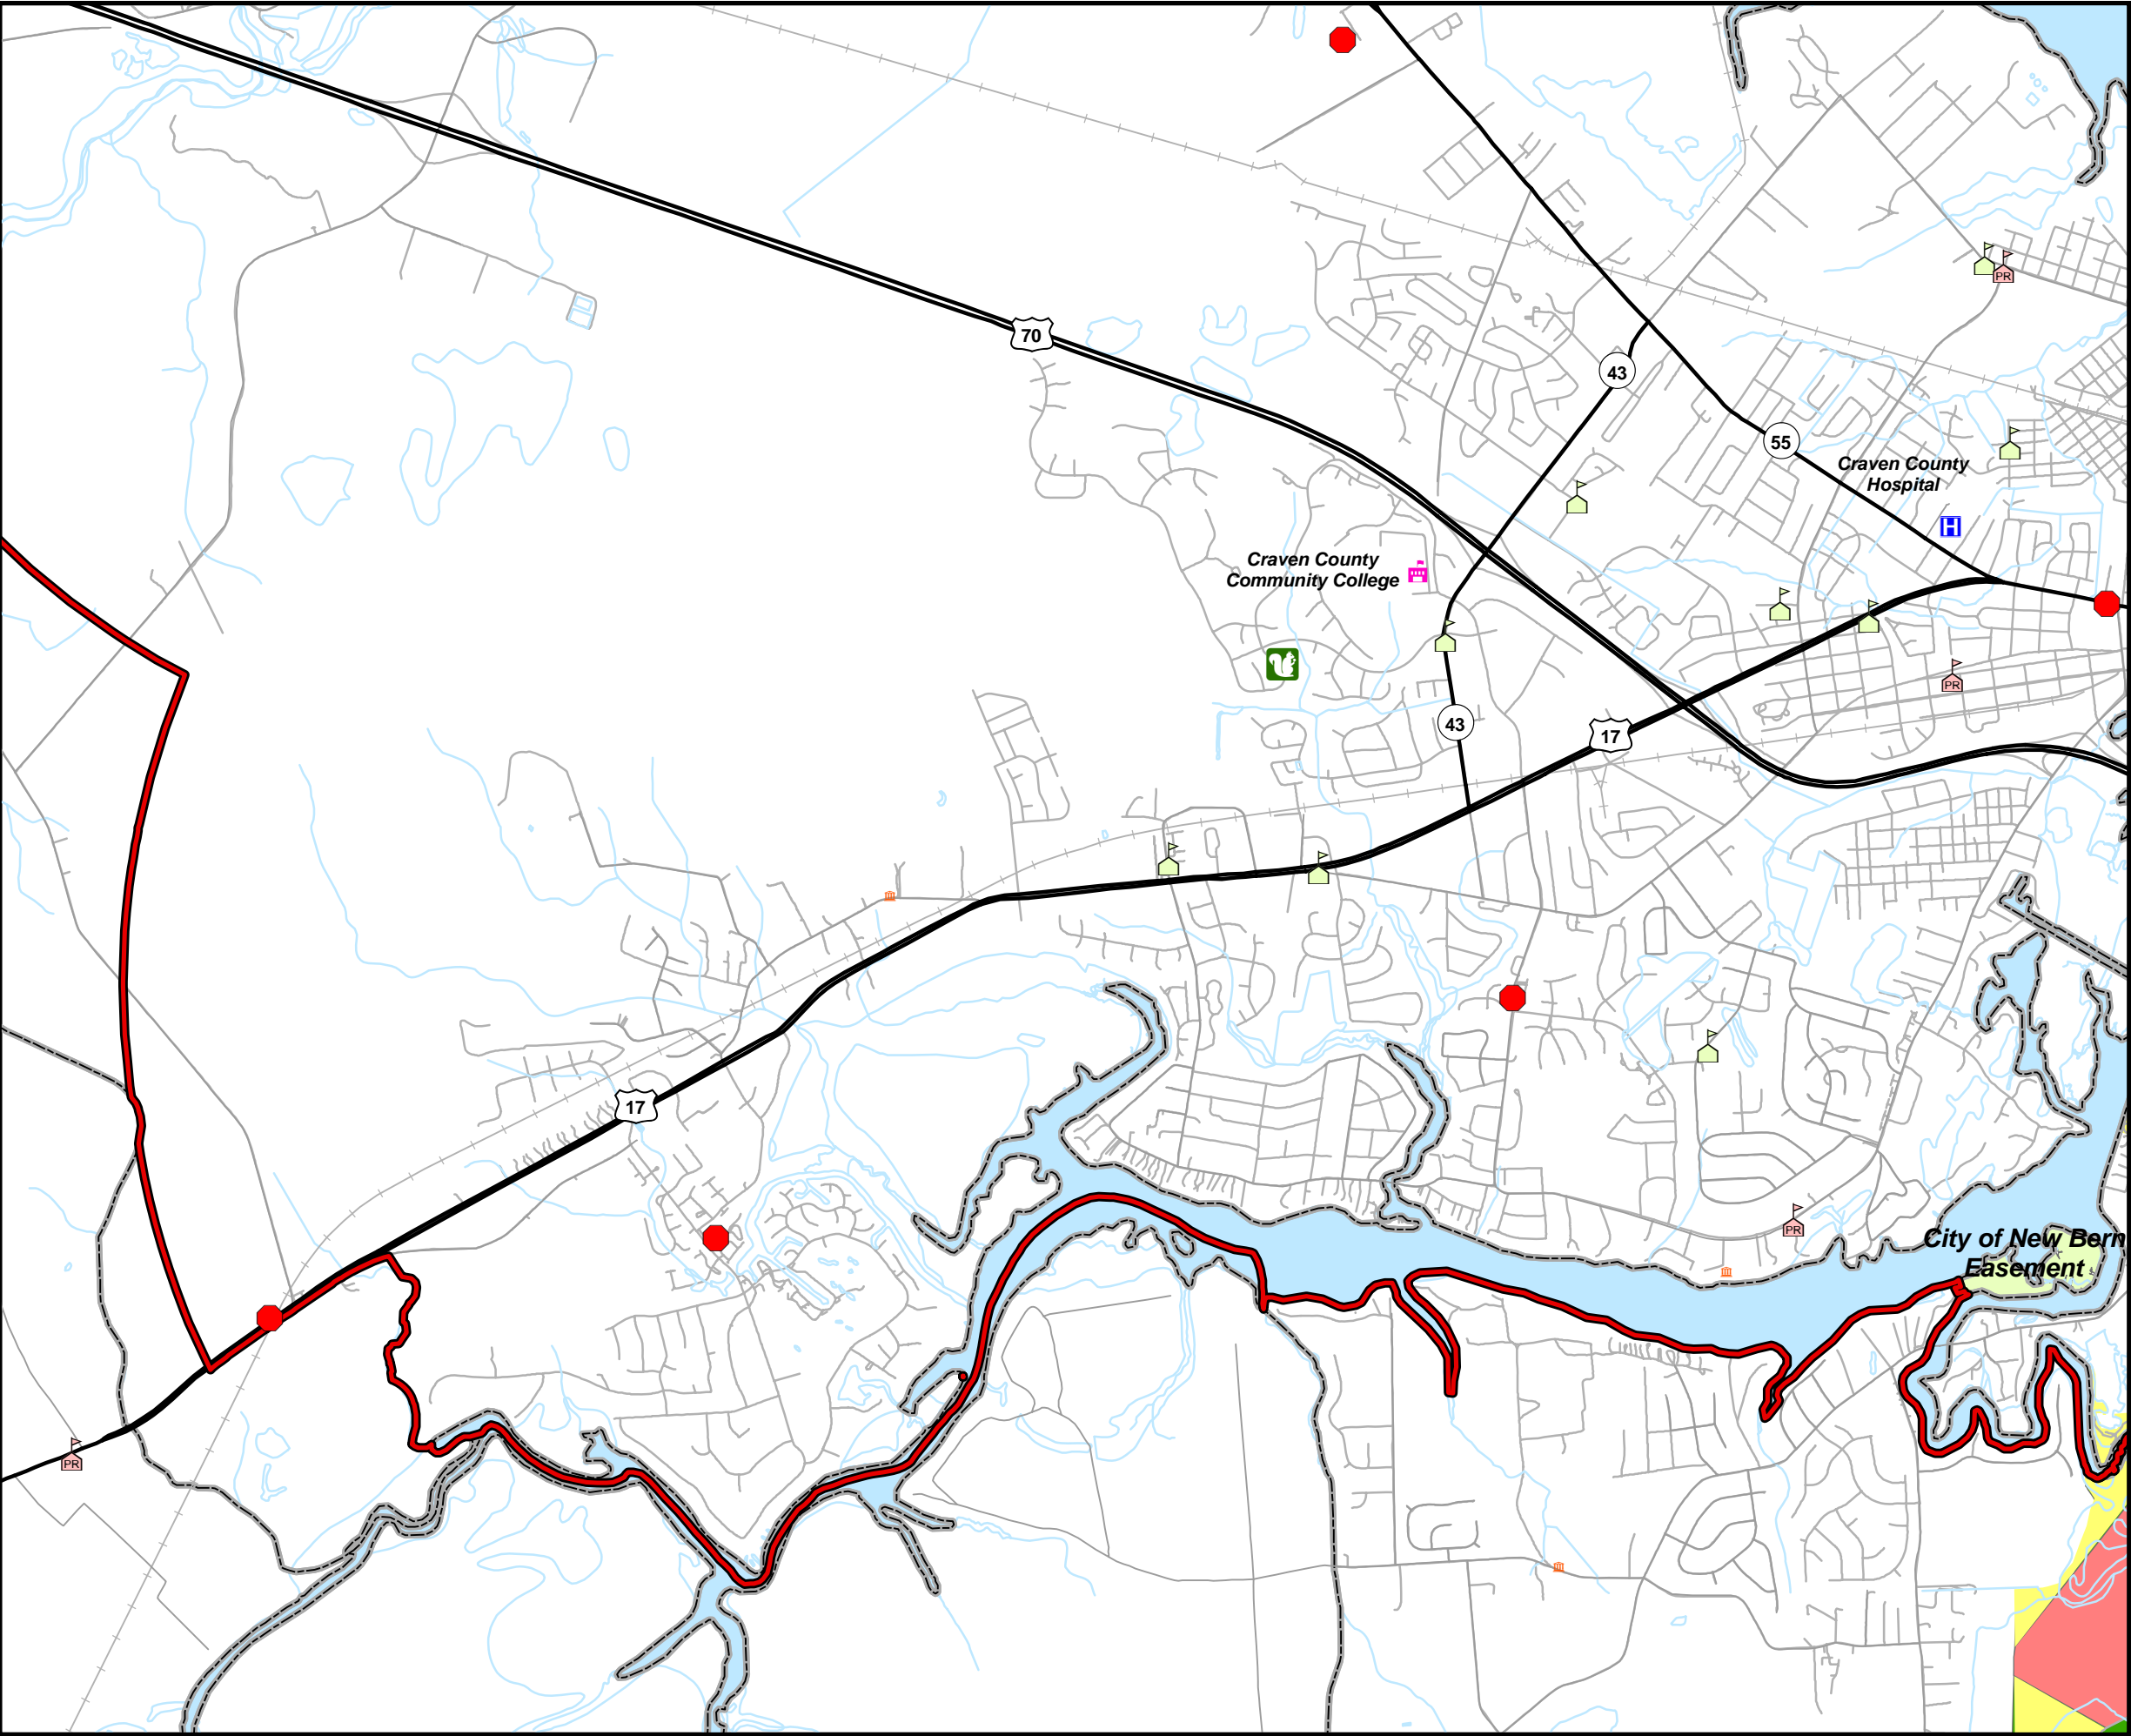 PR
70
43
55
Craven County
Hospital
H
Craven County
Community College
PR
43
17
17
PR
City of New Bern
Easement
PR